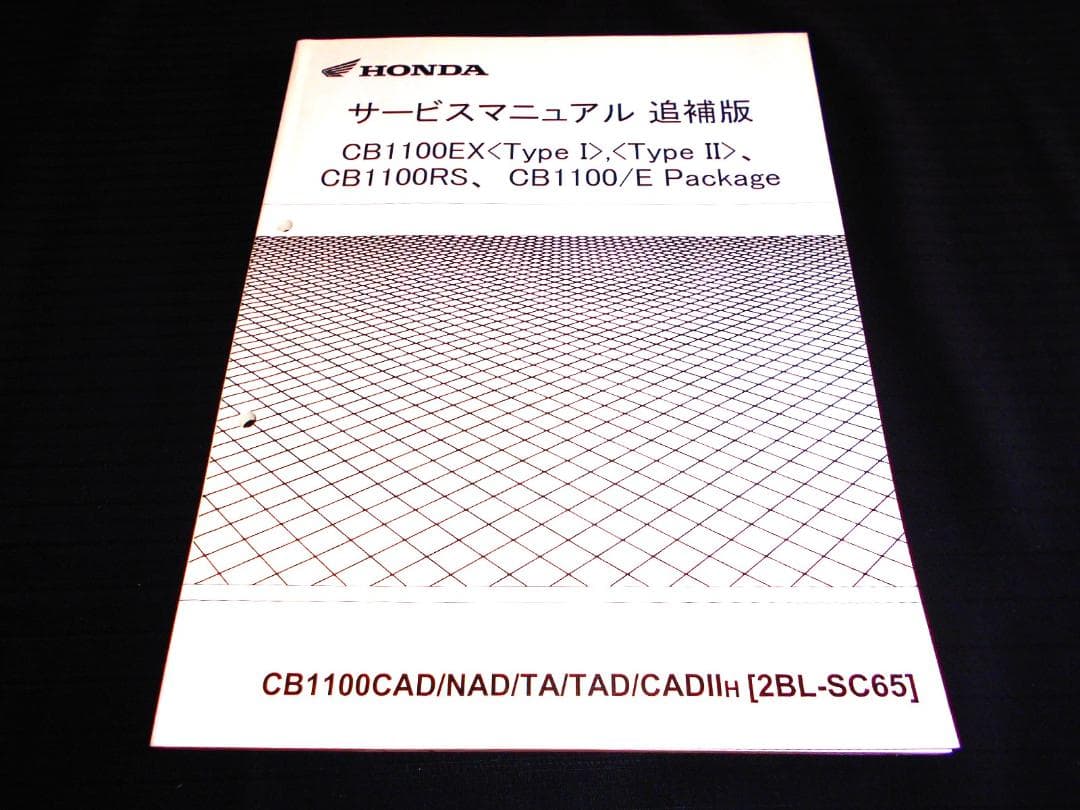 HONDA
サービスマニュアル 追補版
CB1100EX<Type I>,<Type II>、
CB1100RS、 CB1100/E Package
CB1100CAD/NAD/TA/TAD/CADIIH [2BL-SC65]